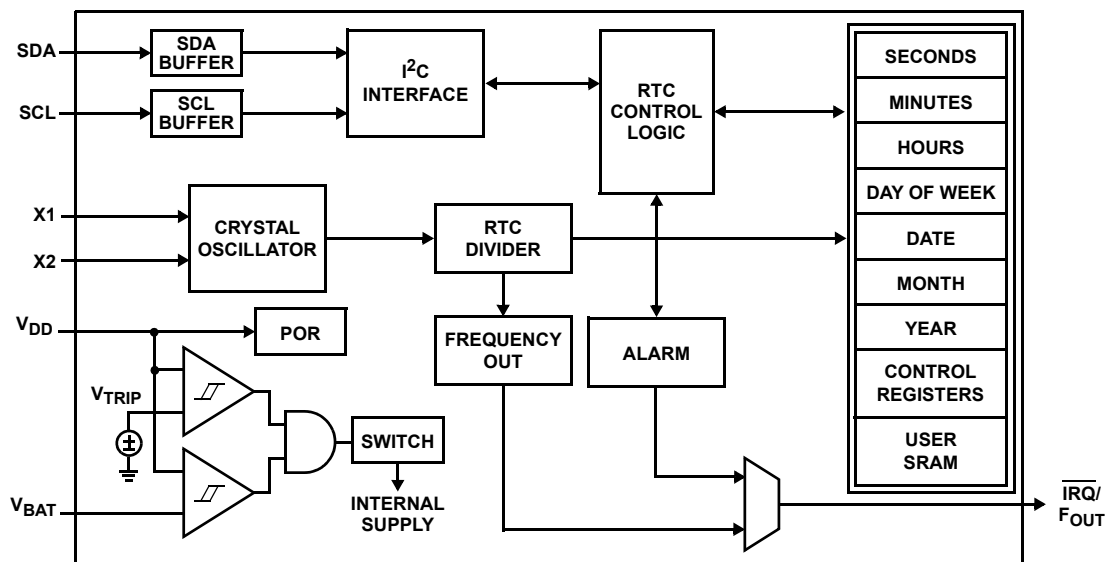 SDA
SDA
BUFFER
SCL
SCL
BUFFER
I2C
INTERFACE
RTC
CONTROL
LOGIC
SECONDS
MINUTES
HOURS
DAY OF WEEK
DATE
MONTH
YEAR
CONTROL
REGISTERS
USER
SRAM
X1
X2
CRYSTAL
OSCILLATOR
RTC
DIVIDER
VDD
POR
FREQUENCY
OUT
ALARM
VTRIP
±
SWITCH
INTERNAL
SUPPLY
VBAT
IRQ/
FOUT